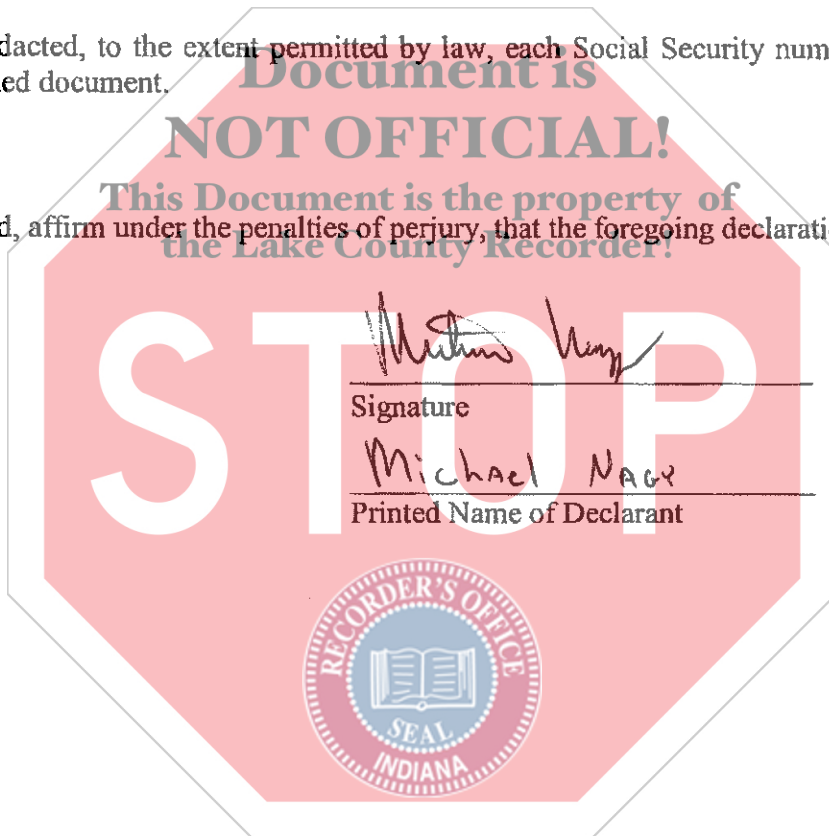 dacted, to the extent permitted by law, each Social Security num
ed document.
Document is
NOT OFFICIAL!
This Document is the property of
d, affirm under the penalties of perjury, that the foregoing declarati
the Lake County Recorder!
STOP
Signature
Michael Nagy
Printed Name of Declarant
RECORDER'S OFFICE
SEAL
INDIANA